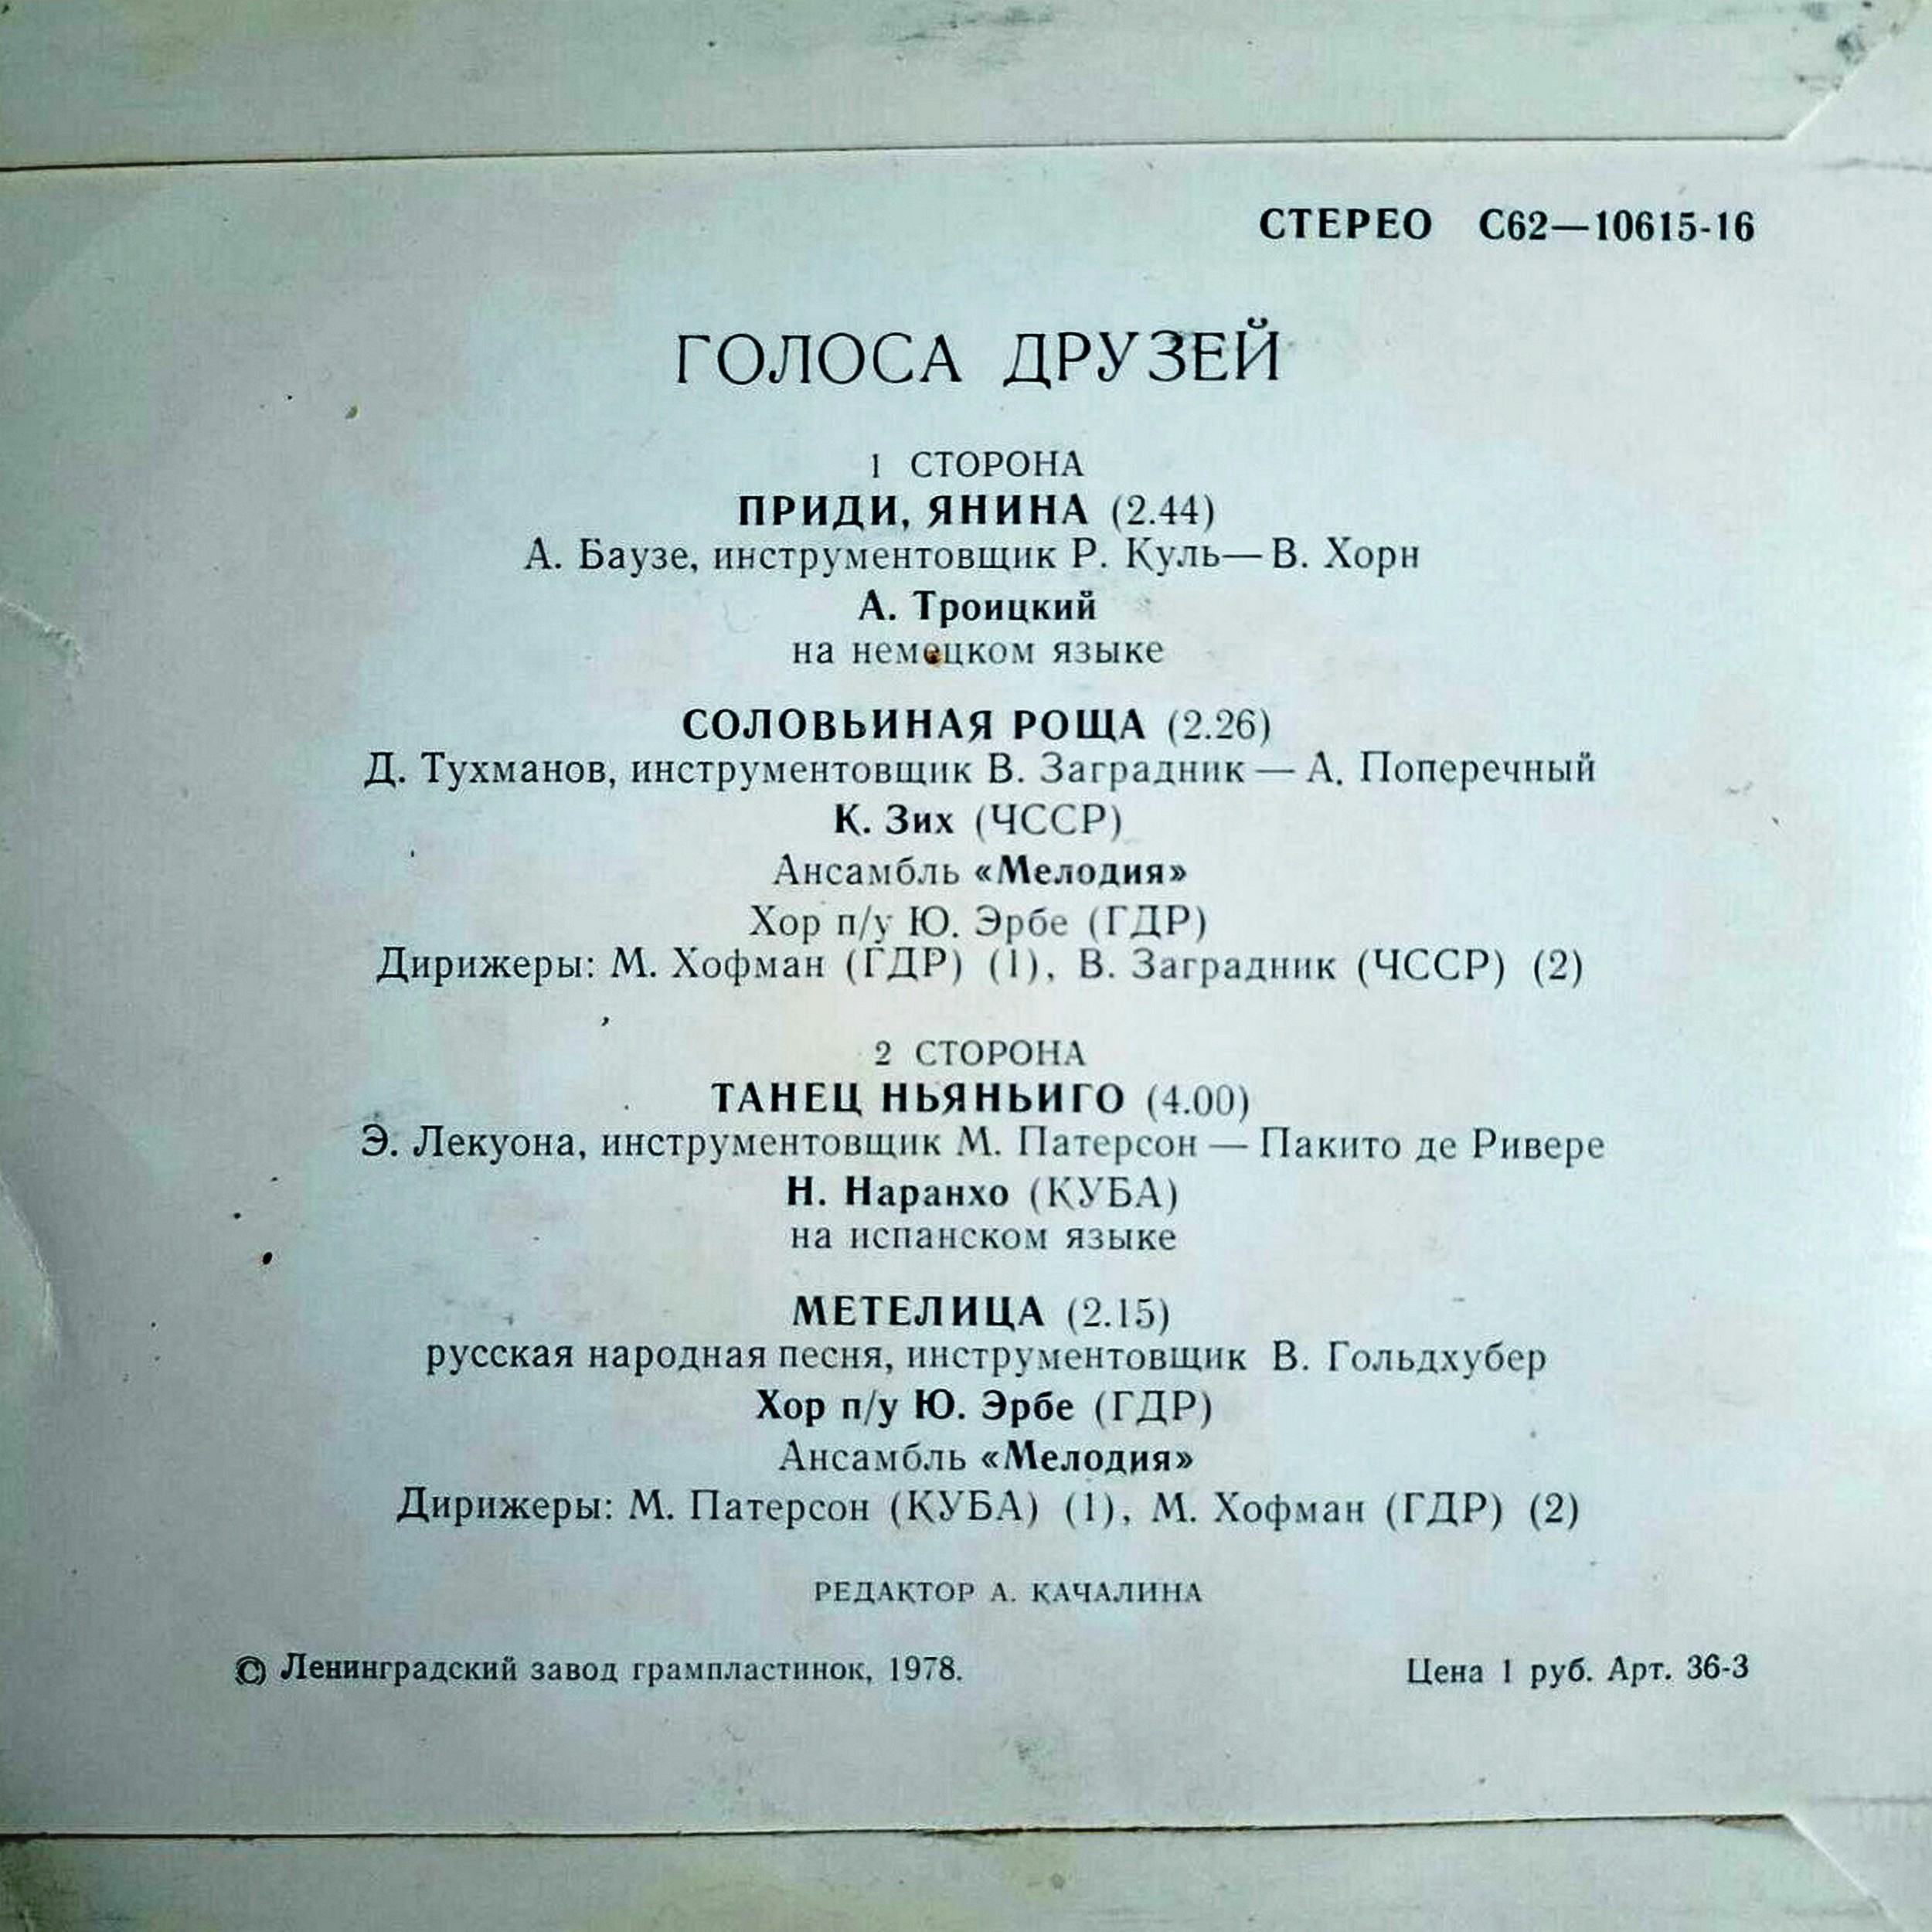 СТЕРЕО С62—10615-16
ГОЛОСА ДРУЗЕЙ
1 СТОРОНА
ПРИДИ, ЯНИНА (2.44)
А. Баузе, инструментовщик Р. Куль—В. Хорн
А. Троицкий
на немецком языке
СОЛОВЬИНАЯ РОЩА (2.26)
Д. Тухманов, инструментовщик В. Заградник — А. Поперечный
К. Зих (ЧССР)
Ансамбль «Мелодия»
Хор п/у Ю. Эрбе (ГДР)
Дирижеры: М. Хофман (ГДР) (1), В. Заградник (ЧССР) (2)
2 СТОРОНА
ТАНЕЦ НЬЯНЬИГО (4.00)
Э. Лекуона, инструментовщик М. Патерсон — Пакито де Ривере
Н. Наранхо (КУБА)
на испанском языке
МЕТЕЛИЦА (2.15)
русская народная песня, инструментовщик В. Гольдхубер
Хор п/у Ю. Эрбе (ГДР)
Ансамбль «Мелодия»
Дирижеры: М. Патерсон (КУБА) (1), М. Хофман (ГДР) (2)
РЕДАКТОР А. КАЧАЛИНА
© Ленинградский завод грампластинок, 1978. Цена 1 руб. Арт. 36-3